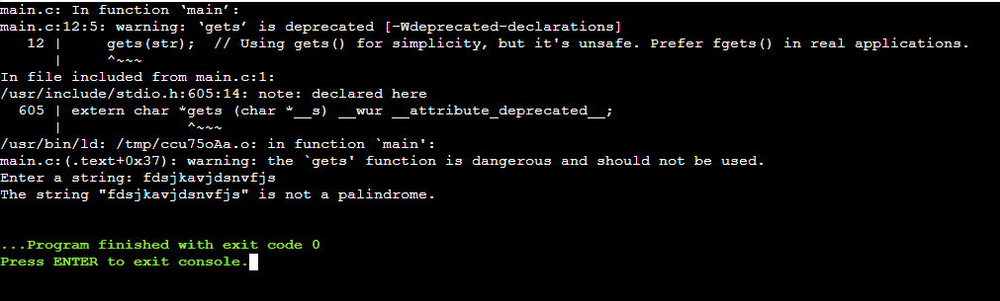 main.c: In function ‘main’:
main.c:12:5: warning: ‘gets’ is deprecated [-Wdeprecated-declarations]
   12 |     gets(str);  // Using gets() for simplicity, but it's unsafe. Prefer fgets() in real applications.
      |     ^~~~
In file included from main.c:1:
/usr/include/stdio.h:605:14: note: declared here
  605 | extern char *gets (char *__s) __wur __attribute_deprecated__;
      |              ^~~~
/usr/bin/ld: /tmp/ccu75oAa.o: in function `main':
main.c:(.text+0x37): warning: the `gets' function is dangerous and should not be used.
Enter a string: fdsjkavjdsnvfjs
The string "fdsjkavjdsnvfjs" is not a palindrome.
...Program finished with exit code 0
Press ENTER to exit console.